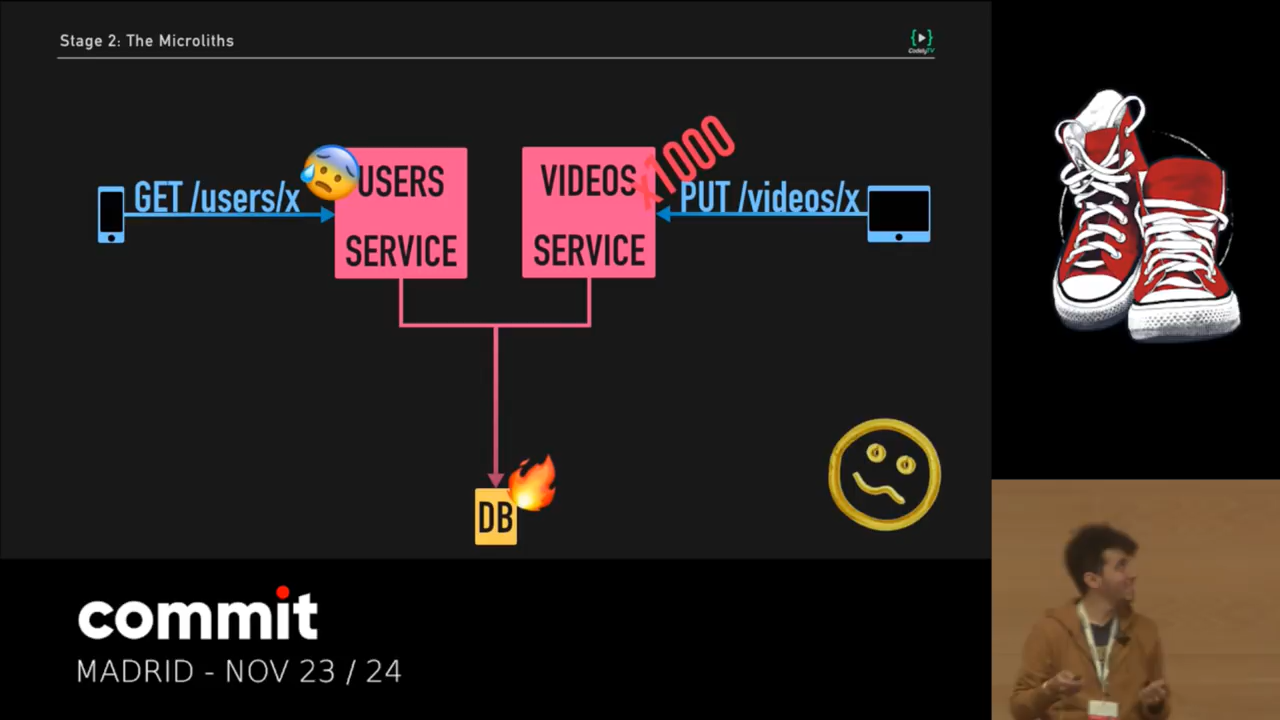 Stage 2: The Microliths
CodelyTV
GET /users/x
USERS
SERVICE
VIDEOS
SERVICE
x1000
PUT /videos/x
DB
commit
MADRID - NOV 23 / 24